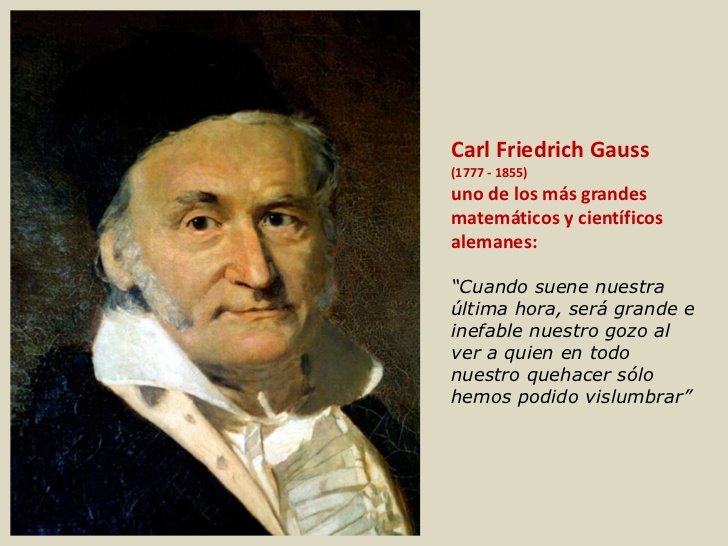 Carl Friedrich Gauss
(1777 - 1855)
uno de los más grandes
matemáticos y científicos
alemanes:
“Cuando suene nuestra
última hora, será grande e
inefable nuestro gozo al
ver a quien en todo
nuestro quehacer sólo
hemos podido vislumbrar”